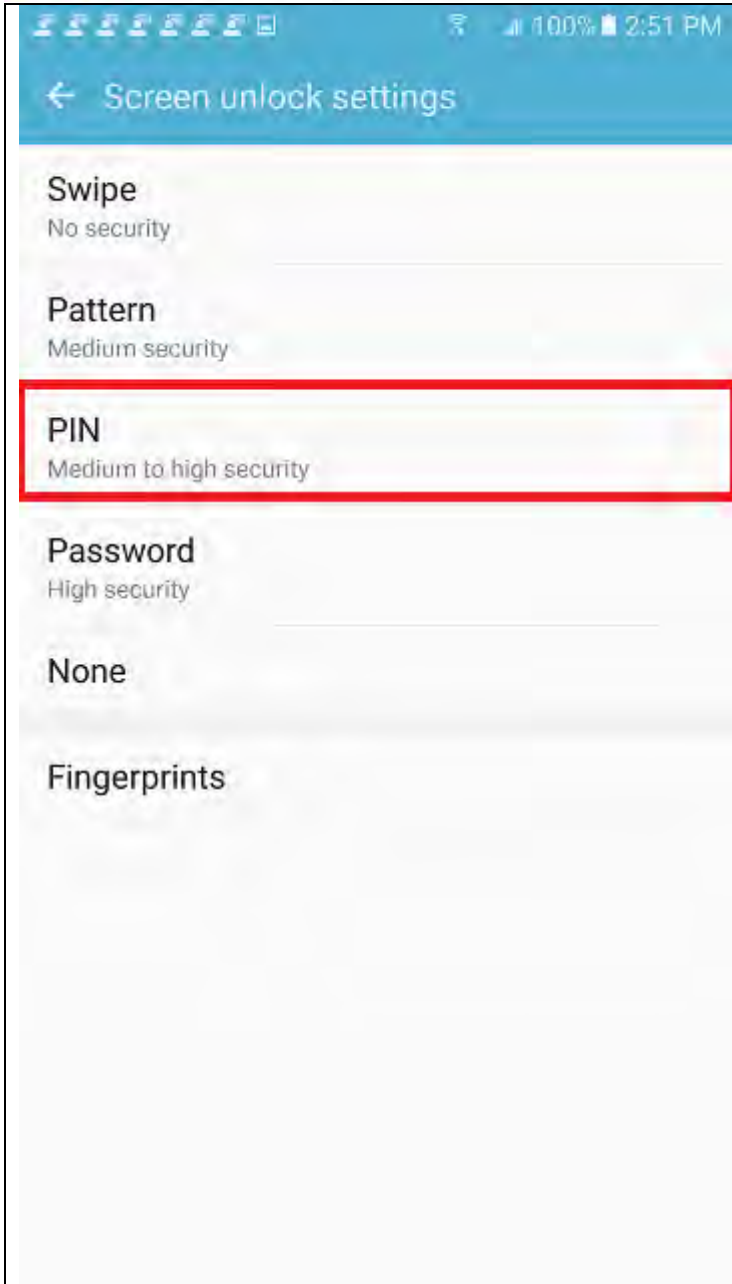 100% 2:51 PM
Screen unlock settings
Swipe
No security
Pattern
Medium security
PIN
Medium to high security
Password
High security
None
Fingerprints